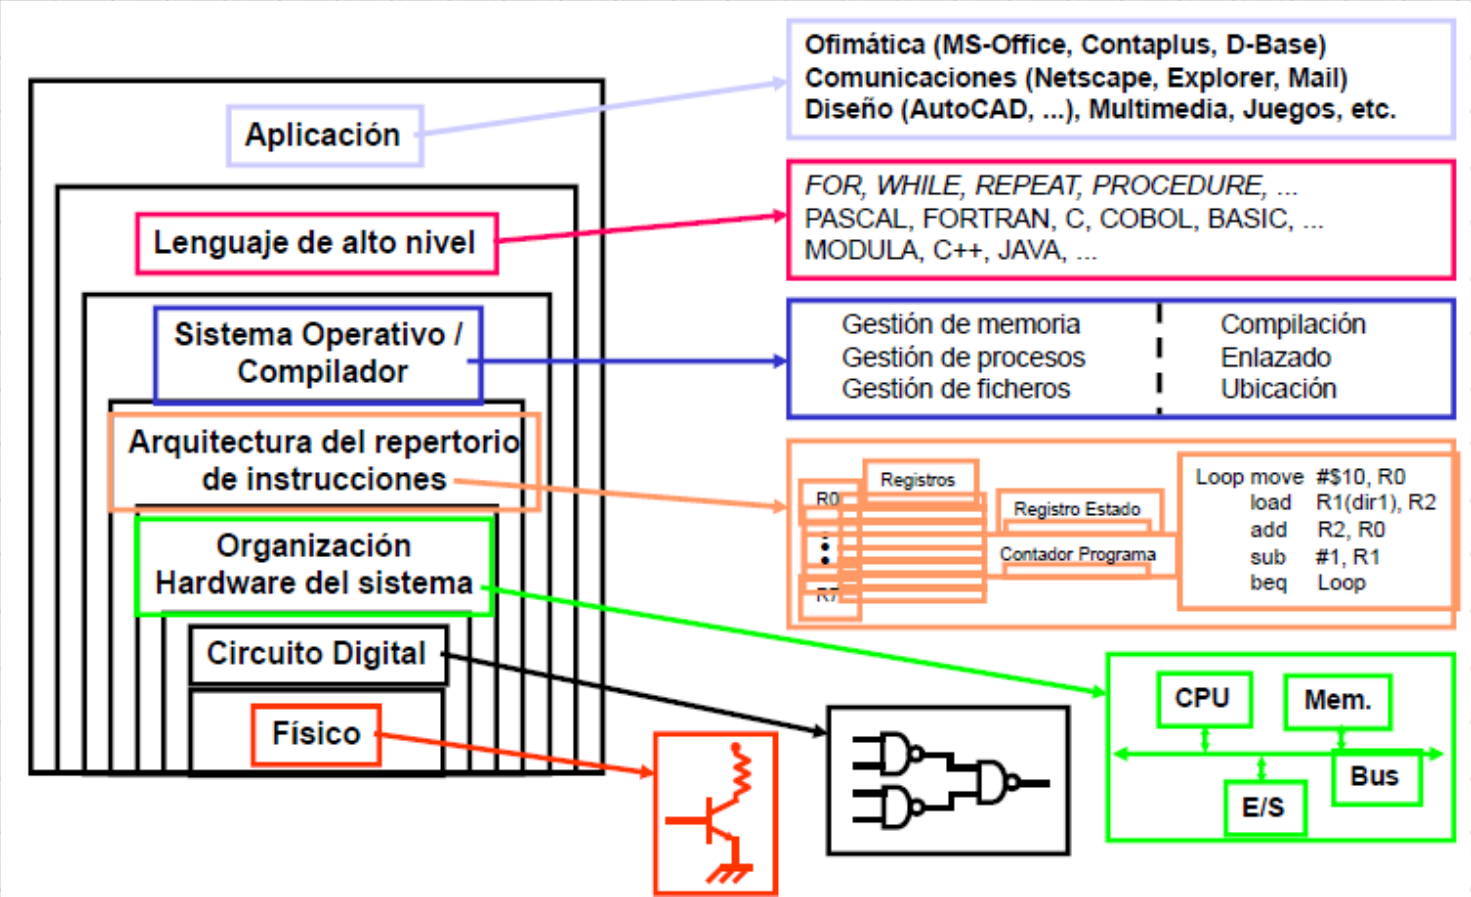 Aplicación
Lenguaje de alto nivel
Sistema Operativo /
Compilador
Arquitectura del repertorio
de instrucciones
Organización
Hardware del sistema
Circuito Digital
Físico
Ofimática (MS-Office, Contaplus, D-Base)
Comunicaciones (Netscape, Explorer, Mail)
Diseño (AutoCAD, ...), Multimedia, Juegos, etc.
FOR, WHILE, REPEAT, PROCEDURE, ...
PASCAL, FORTRAN, C, COBOL, BASIC, ...
MODULA, C++, JAVA, ...
Gestión de memoria
Gestión de procesos
Gestión de ficheros
Compilación
Enlazado
Ubicación
Registros
R0
R7
Registro Estado
Contador Programa
Loop move #$10, R0
load R1(dir1), R2
add R2, R0
sub #1, R1
beq Loop
CPU
Mem.
Bus
E/S